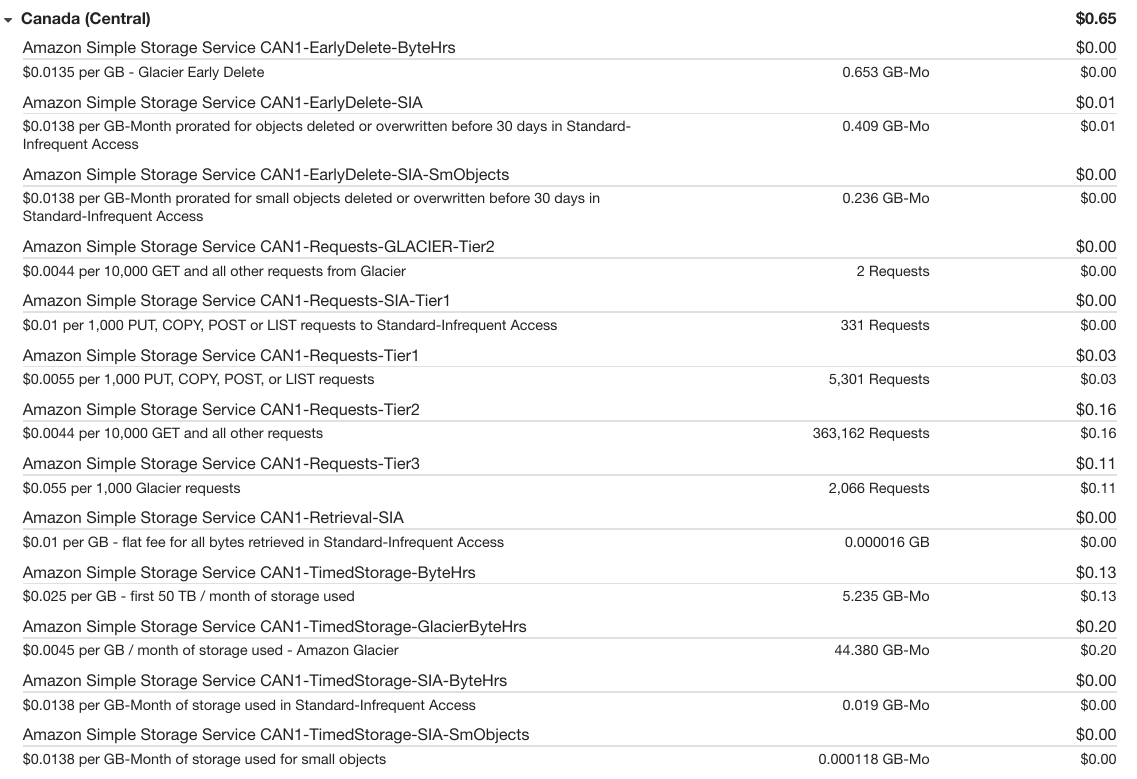 Canada (Central) $0.65
Amazon Simple Storage Service CAN1-EarlyDelete-ByteHrs $0.00
$0.0135 per GB - Glacier Early Delete 0.653 GB-Mo $0.00
Amazon Simple Storage Service CAN1-EarlyDelete-SIA $0.01
$0.0138 per GB-Month prorated for objects deleted or overwritten before 30 days in Standard- 0.409 GB-Mo $0.01
Infrequent Access
Amazon Simple Storage Service CAN1-EarlyDelete-SIA-SmObjects $0.00
$0.0138 per GB-Month prorated for small objects deleted or overwritten before 30 days in 0.236 GB-Mo $0.00
Standard-Infrequent Access
Amazon Simple Storage Service CAN1-Requests-GLACIER-Tier2 $0.00
$0.0044 per 10,000 GET and all other requests from Glacier 2 Requests $0.00
Amazon Simple Storage Service CAN1-Requests-SIA-Tier1 $0.00
$0.01 per 1,000 PUT, COPY, POST or LIST requests to Standard-Infrequent Access 331 Requests $0.00
Amazon Simple Storage Service CAN1-Requests-Tier1 $0.03
$0.0055 per 1,000 PUT, COPY, POST, or LIST requests 5,301 Requests $0.03
Amazon Simple Storage Service CAN1-Requests-Tier2 $0.16
$0.0044 per 10,000 GET and all other requests 363,162 Requests $0.16
Amazon Simple Storage Service CAN1-Requests-Tier3 $0.11
$0.055 per 1,000 Glacier requests 2,066 Requests $0.11
Amazon Simple Storage Service CAN1-Retrieval-SIA $0.00
$0.01 per GB - flat fee for all bytes retrieved in Standard-Infrequent Access 0.000016 GB $0.00
Amazon Simple Storage Service CAN1-TimedStorage-ByteHrs $0.13
$0.025 per GB - first 50 TB / month of storage used 5.235 GB-Mo $0.13
Amazon Simple Storage Service CAN1-TimedStorage-GlacierByteHrs $0.20
$0.0045 per GB / month of storage used - Amazon Glacier 44.380 GB-Mo $0.20
Amazon Simple Storage Service CAN1-TimedStorage-SIA-ByteHrs $0.00
$0.0138 per GB-Month of storage used in Standard-Infrequent Access 0.019 GB-Mo $0.00
Amazon Simple Storage Service CAN1-TimedStorage-SIA-SmObjects $0.00
$0.0138 per GB-Month of storage used for small objects 0.000118 GB-Mo $0.00